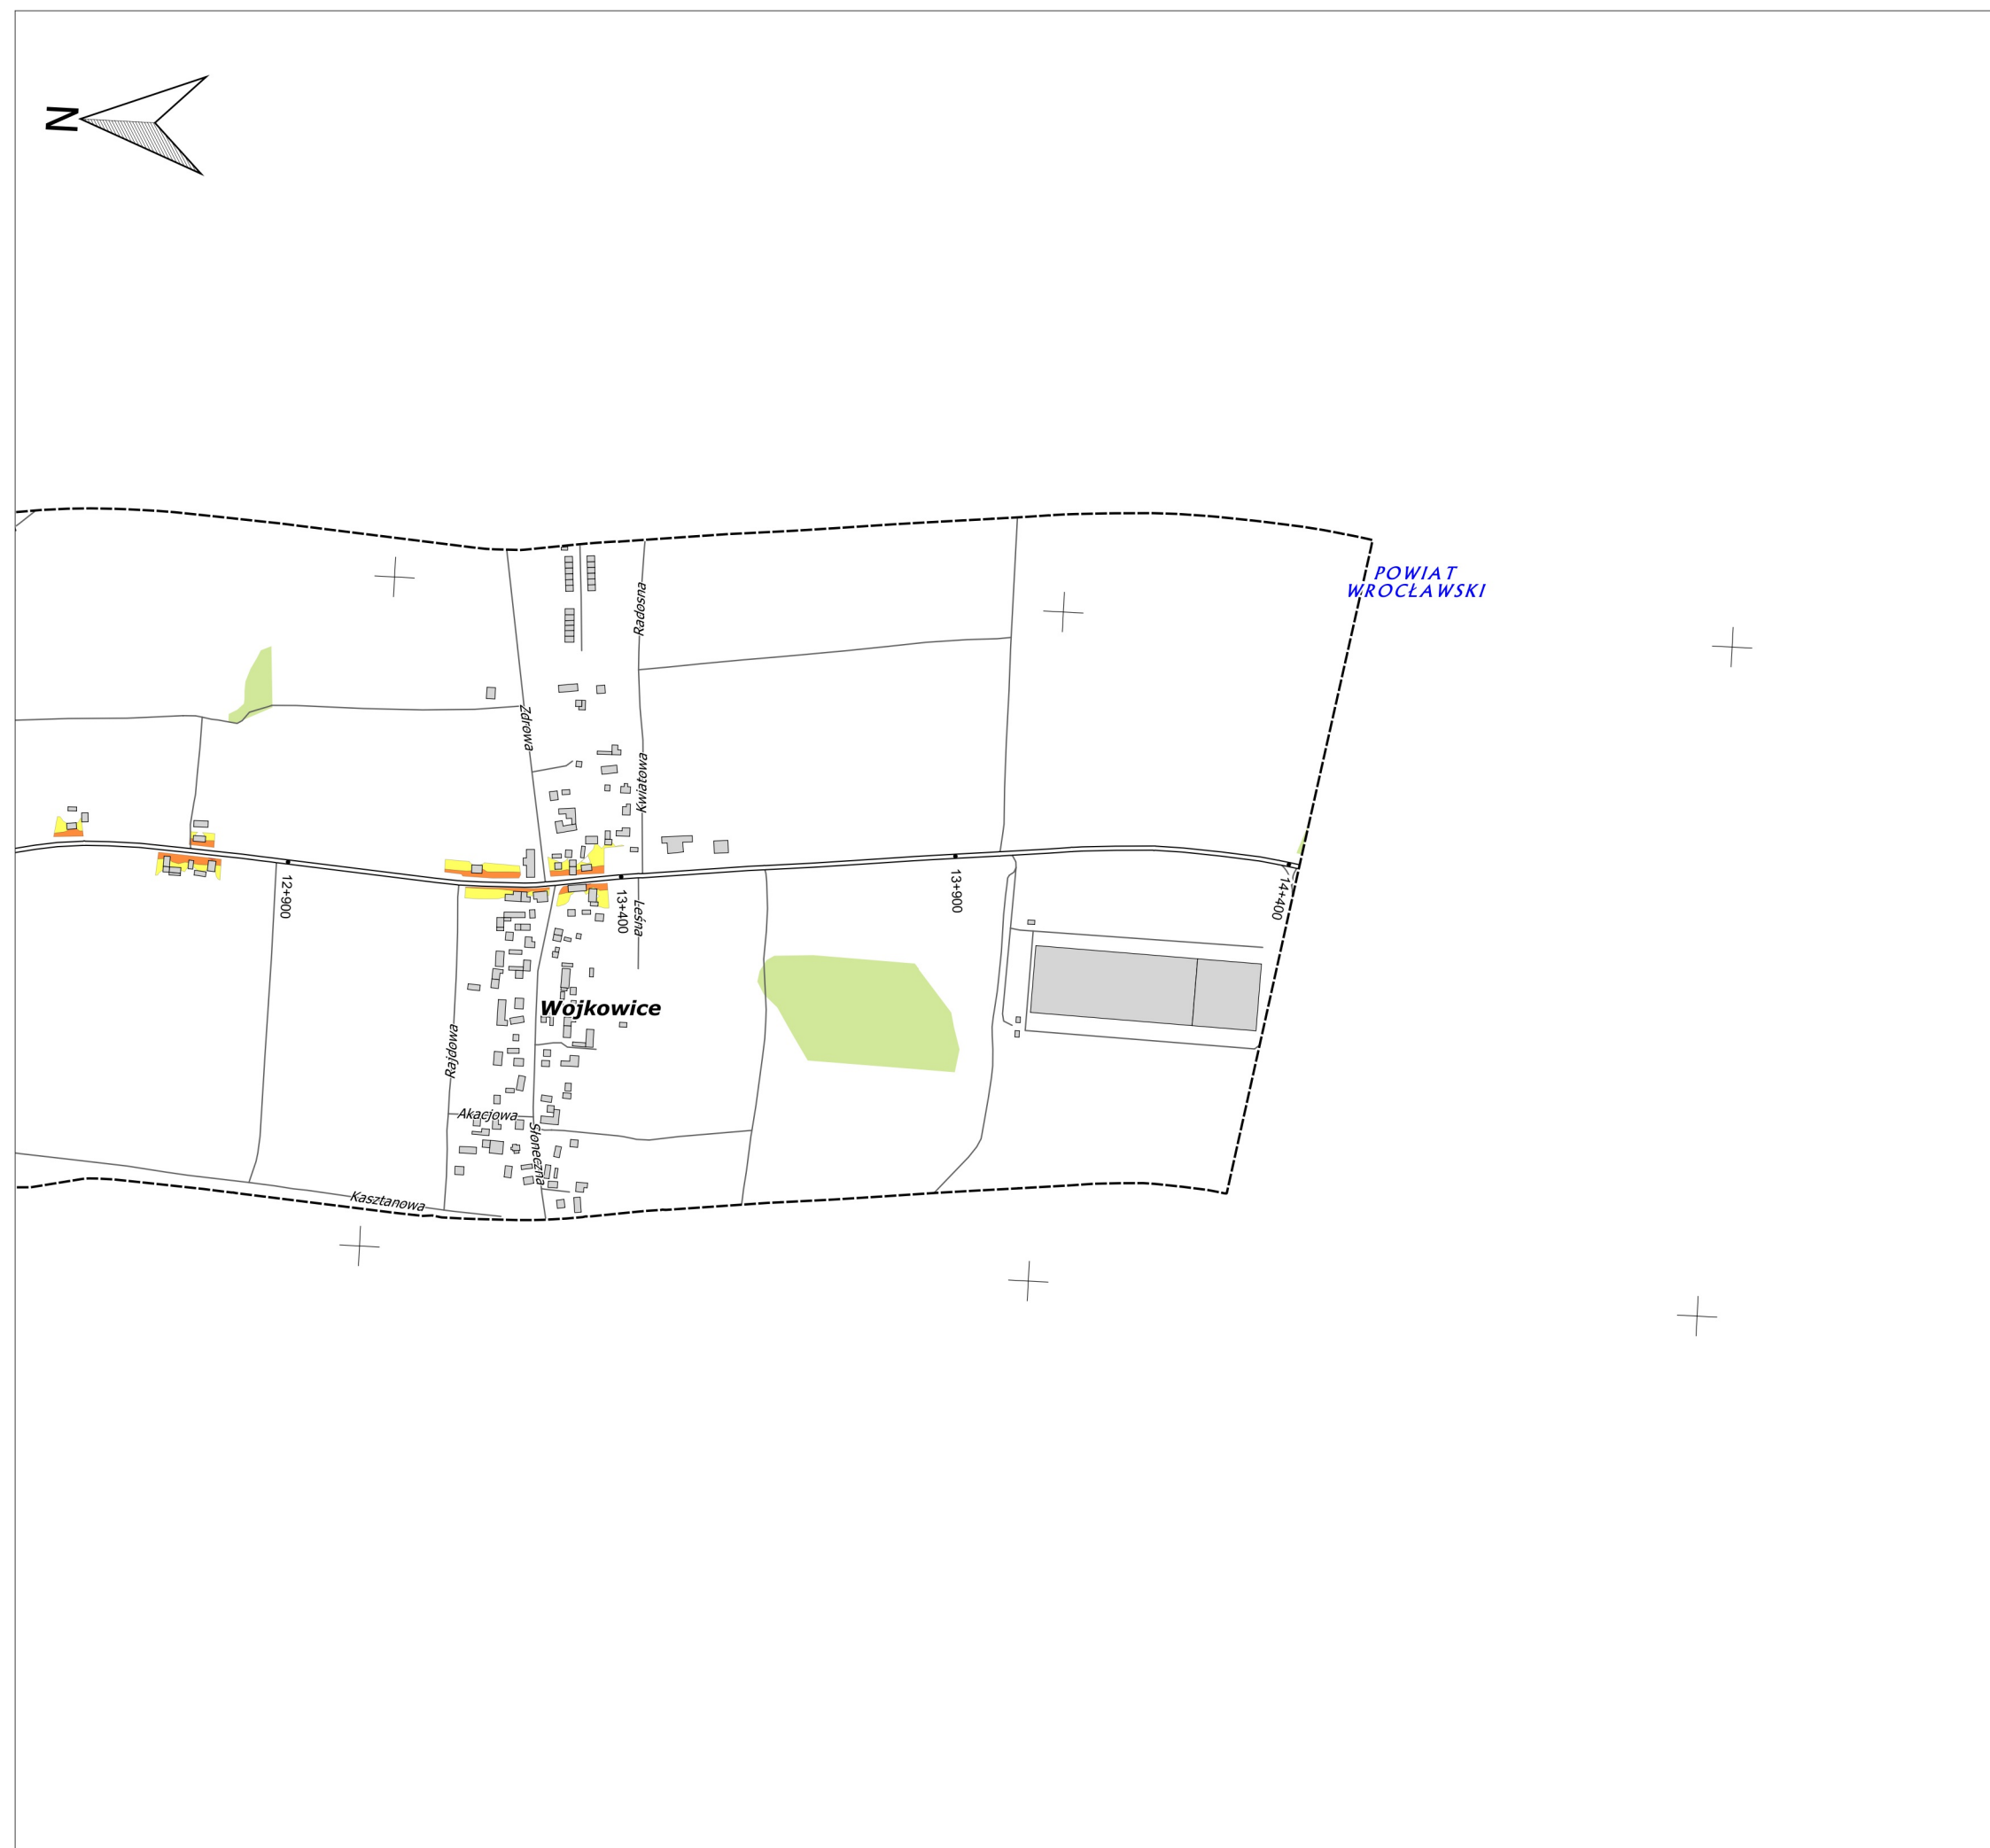 N
POWIAT
WROCŁAWSKI
Radosna
Zdrowa
Kwiatowa
12+900
13+400
Leśna
13+900
14+400
Wojkowice
Rajdowa
Akacjowa
Słoneczna
Kasztanowa